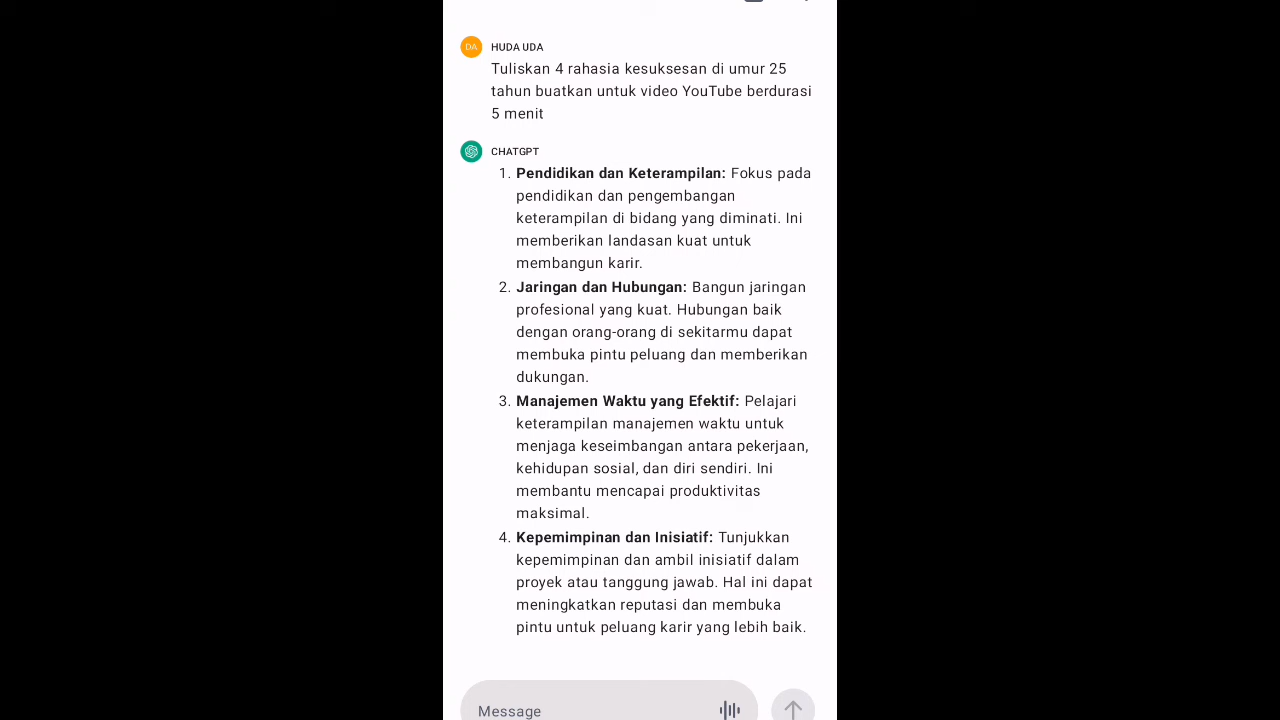 DA
HUDA UDA
Tuliskan 4 rahasia kesuksesan di umur 25
tahun buatkan untuk video YouTube berdurasi
5 menit
CHATGPT
1. Pendidikan dan Keterampilan: Fokus pada
pendidikan dan pengembangan
keterampilan di bidang yang diminati. Ini
memberikan landasan kuat untuk
membangun karir.
2. Jaringan dan Hubungan: Bangun jaringan
profesional yang kuat. Hubungan baik
dengan orang-orang di sekitarmu dapat
membuka pintu peluang dan memberikan
dukungan.
3. Manajemen Waktu yang Efektif: Pelajari
keterampilan manajemen waktu untuk
menjaga keseimbangan antara pekerjaan,
kehidupan sosial, dan diri sendiri. Ini
membantu mencapai produktivitas
maksimal.
4. Kepemimpinan dan Inisiatif: Tunjukkan
kepemimpinan dan ambil inisiatif dalam
proyek atau tanggung jawab. Hal ini dapat
meningkatkan reputasi dan membuka
pintu untuk peluang karir yang lebih baik.
Message